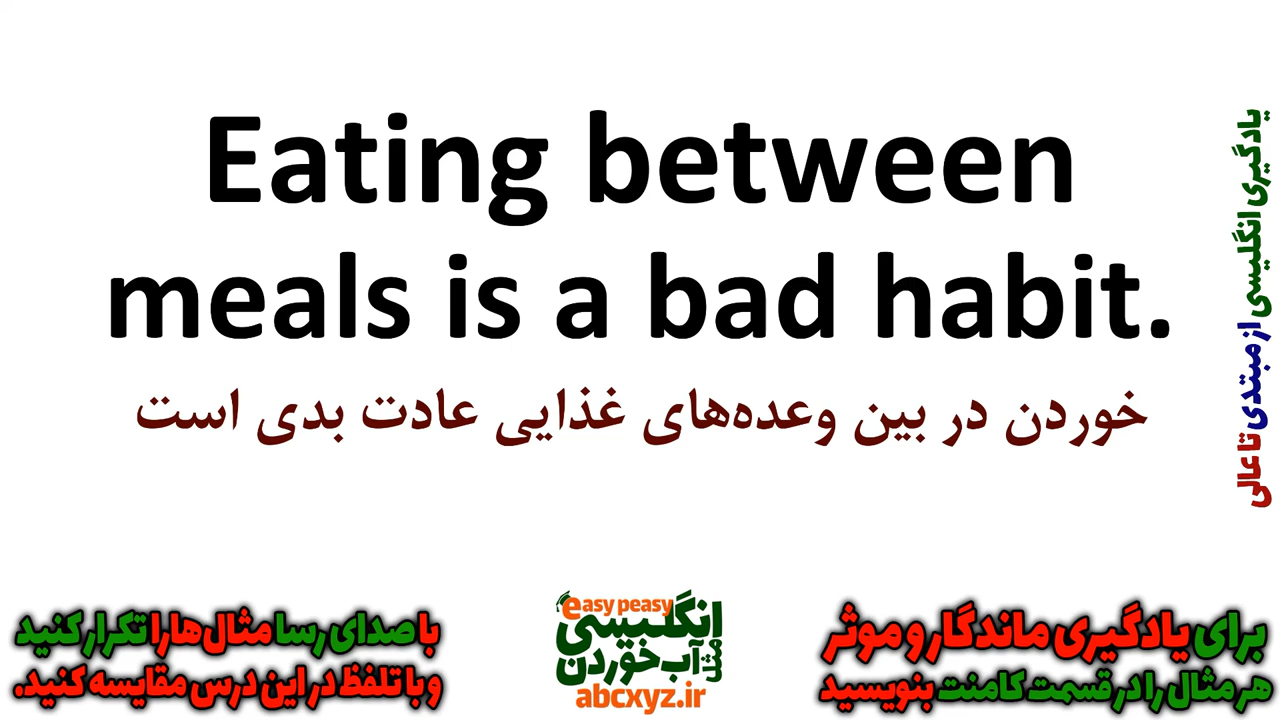 Eating between
meals is a bad habit.
خوردن در بین وعده‌های غذایی عادت بدی است
یادگیری انگلیسی از مبتدی تا عالی
با صدای رسا مثال‌ها را تکرار کنید
و با تلفظ در این درس مقایسه کنید.
easy peasy
انگلیسی
مثل
آب خوردن
abcxyz.ir
برای یادگیری ماندگار و موثر
هر مثال را در قسمت کامنت بنویسید